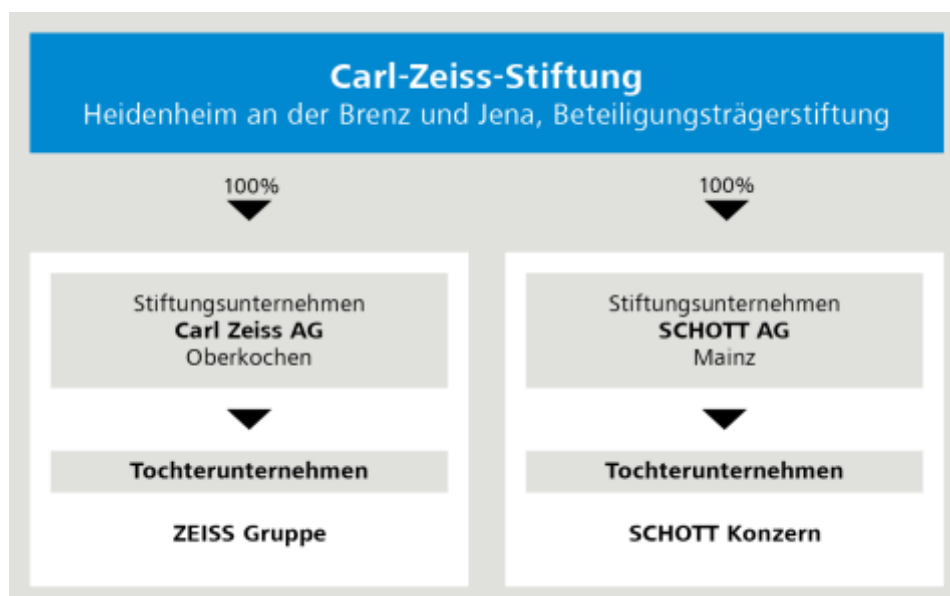 Carl-Zeiss-Stiftung
Heidenheim an der Brenz und Jena, Beteiligungsträgerstiftung
100%
100%
Stiftungsunternehmen
Carl Zeiss AG
Oberkochen
Tochterunternehmen
ZEISS Gruppe
Stiftungsunternehmen
SCHOTT AG
Mainz
Tochterunternehmen
SCHOTT Konzern